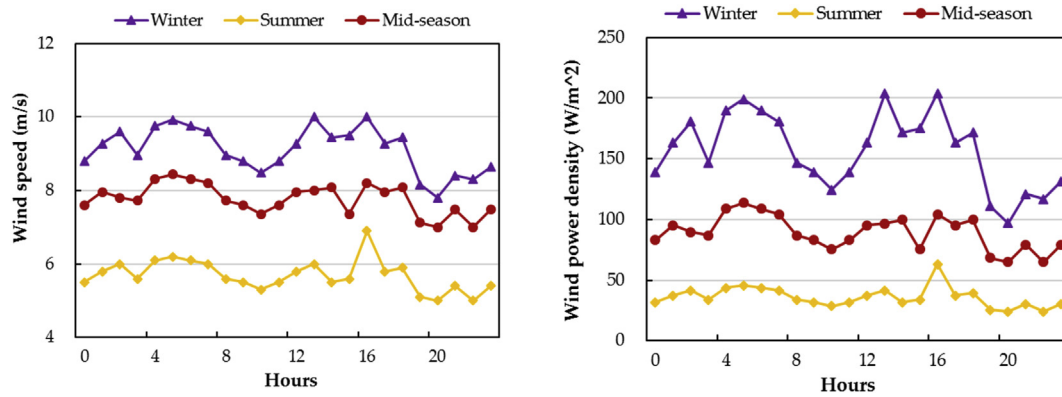 Winter Summer Mid-season
Wind speed (m/s)
12
10
8
6
4
0 4 8 12 16 20
Hours
Winter Summer Mid-season
Wind power density (W/m^2)
250
200
150
100
50
0
0 4 8 12 16 20
Hours